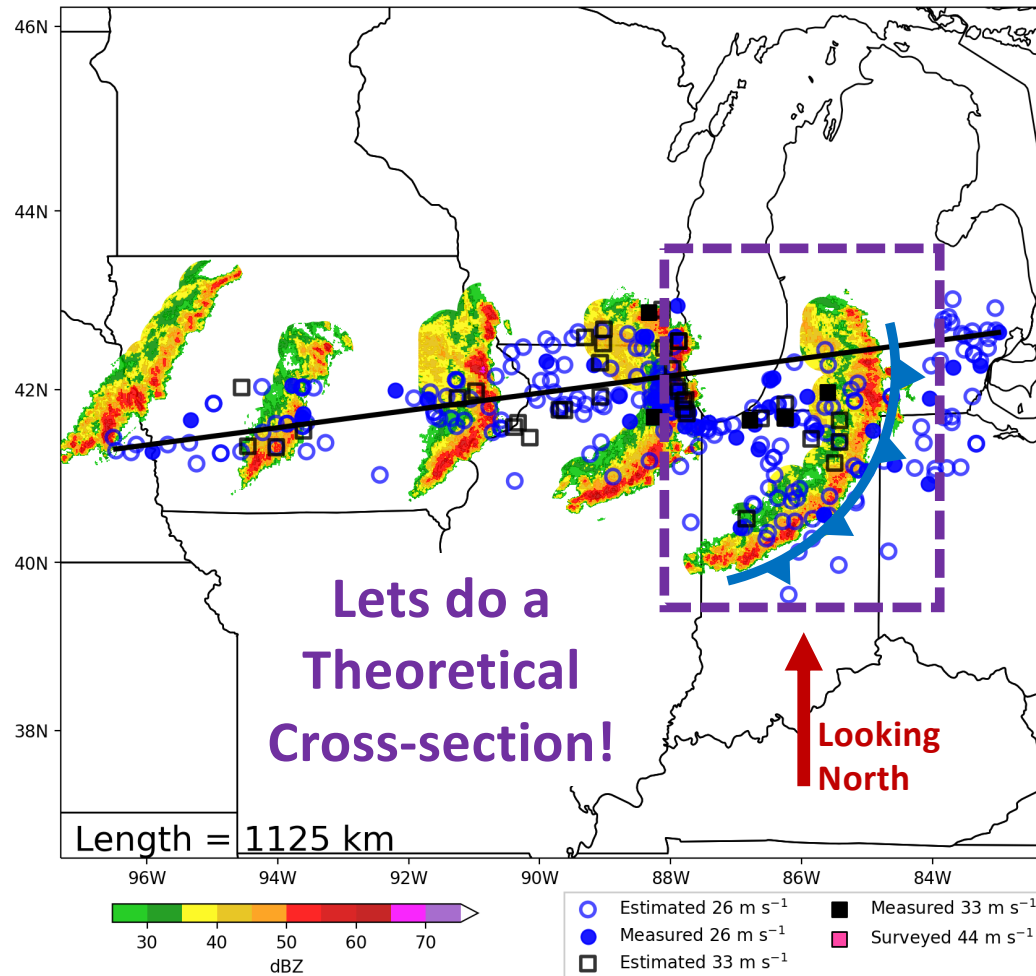 46N
44N
42N
40N
38N
Lets do a
Theoretical
Cross-section!
Looking
North
Length = 1125 km
96W
94W
92W
90W
88W
86W
84W
30
40
50
60
70
dBZ
Estimated 26 m s⁻¹
Measured 26 m s⁻¹
Estimated 33 m s⁻¹
Measured 33 m s⁻¹
Surveyed 44 m s⁻¹